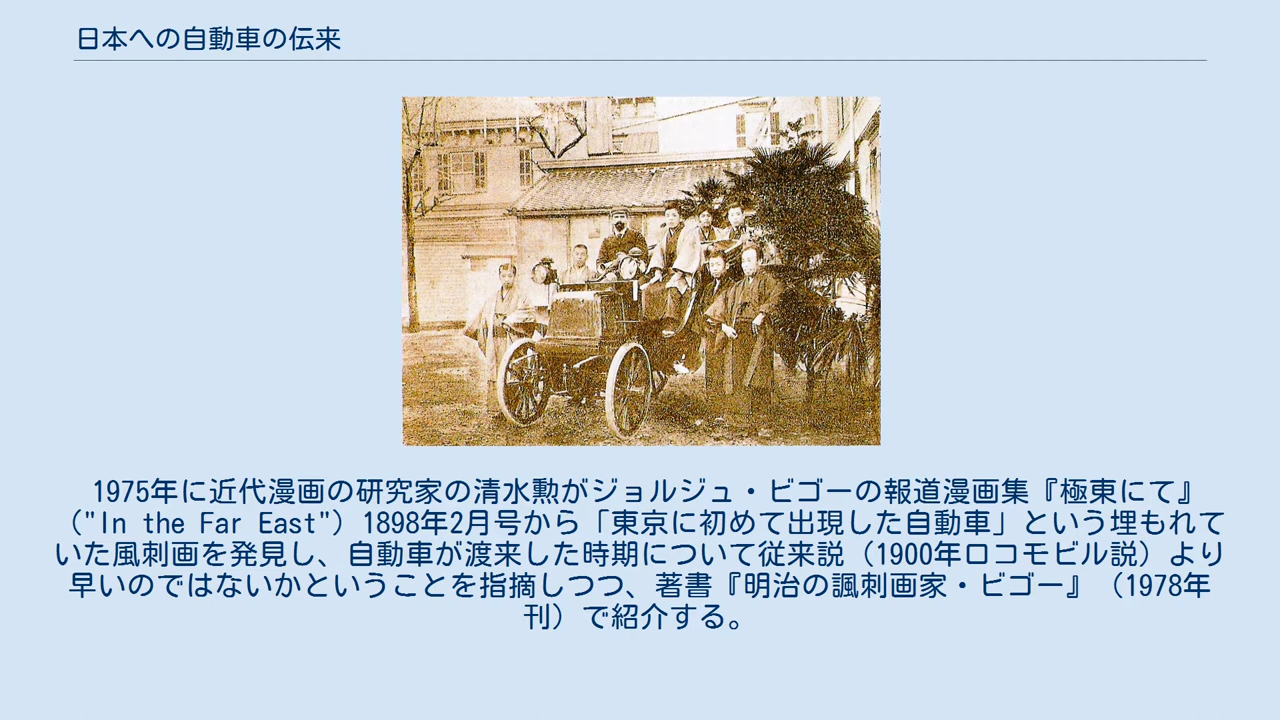 日本への自動車の伝来
1975年に近代漫画の研究家の清水勲がジョルジュ・ビゴーの報道漫画集『極東にて』
（"In the Far East"）1898年2月号から「東京に初めて出現した自動車」という埋もれて
いた風刺画を発見し、自動車が渡来した時期について従来説（1900年ロコモビル説）より
早いのではないかということを指摘しつつ、著書『明治の諷刺画家・ビゴー』（1978年
刊）で紹介する。